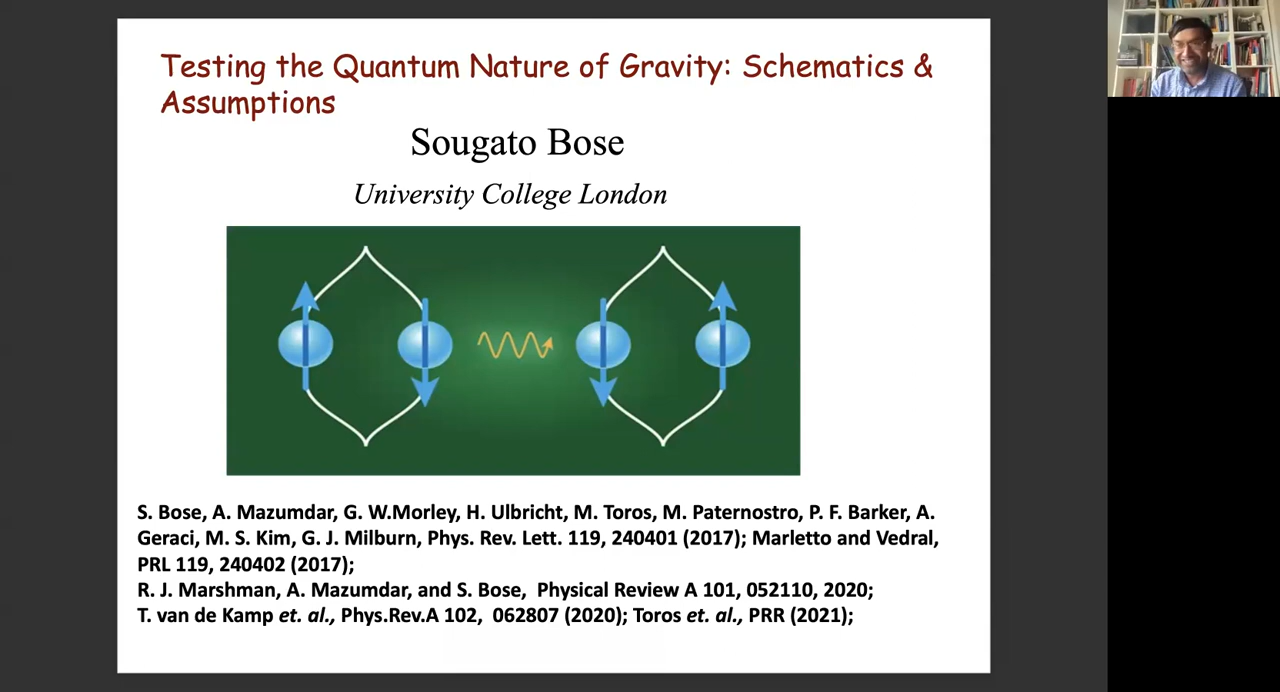 Testing the Quantum Nature of Gravity: Schematics &
Assumptions
Sougato Bose
University College London
S. Bose, A. Mazumdar, G. W.Morley, H. Ulbricht, M. Toros, M. Paternostro, P. F. Barker, A.
Geraci, M. S. Kim, G. J. Milburn, Phys. Rev. Lett. 119, 240401 (2017); Marletto and Vedral,
PRL 119, 240402 (2017);
R. J. Marshman, A. Mazumdar, and S. Bose, Physical Review A 101, 052110, 2020;
T. van de Kamp et. al., Phys.Rev.A 102, 062807 (2020); Toros et. al., PRR (2021);